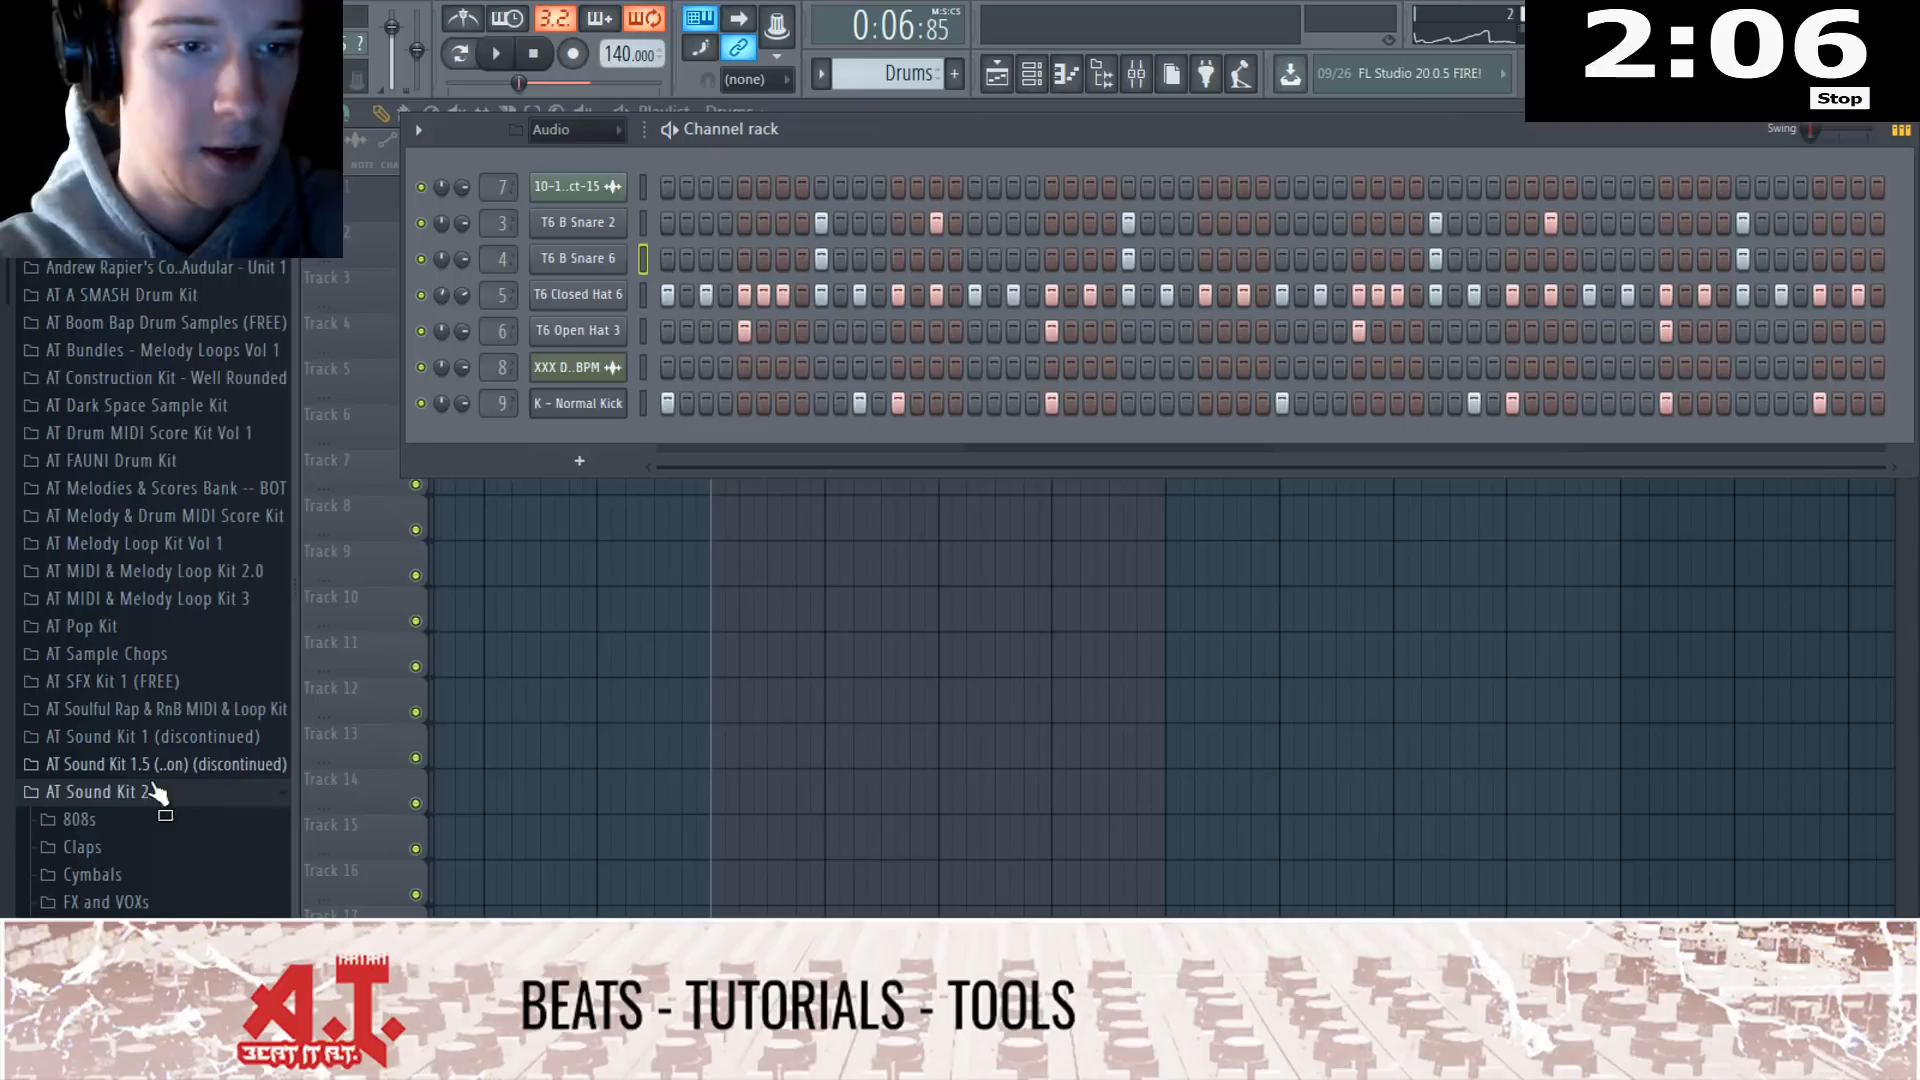 3.2.
140.000
(none)
0:06:85
M:S:CS
Drums
2
09/26 FL Studio 20.0.5 FIRE!
2:06
Stop
Audio
Channel rack
Swing
7
10-1..ct-15
3
T6 B Snare 2
4
T6 B Snare 6
5
T6 Closed Hat 6
6
T6 Open Hat 3
8
XXX D..BPM
9
K - Normal Kick
NOTE CHA
Andrew Rapier's Co..Audular - Unit 1
AT A SMASH Drum Kit
AT Boom Bap Drum Samples (FREE)
AT Bundles - Melody Loops Vol 1
AT Construction Kit - Well Rounded
AT Dark Space Sample Kit
AT Drum MIDI Score Kit Vol 1
AT FAUNI Drum Kit
AT Melodies & Scores Bank -- BOT
AT Melody & Drum MIDI Score Kit
AT Melody Loop Kit Vol 1
AT MIDI & Melody Loop Kit 2.0
AT MIDI & Melody Loop Kit 3
AT Pop Kit
AT Sample Chops
AT SFX Kit 1 (FREE)
AT Soulful Rap & RnB MIDI & Loop Kit
AT Sound Kit 1 (discontinued)
AT Sound Kit 1.5 (..on) (discontinued)
AT Sound Kit 2
808s
Claps
Cymbals
FX and VOXs
Track 3
Track 4
Track 5
Track 6
Track 7
Track 8
Track 9
Track 10
Track 11
Track 12
Track 13
Track 14
Track 15
Track 16
Track 17
A.T.
BEAT IT A.T.
BEATS - TUTORIALS - TOOLS